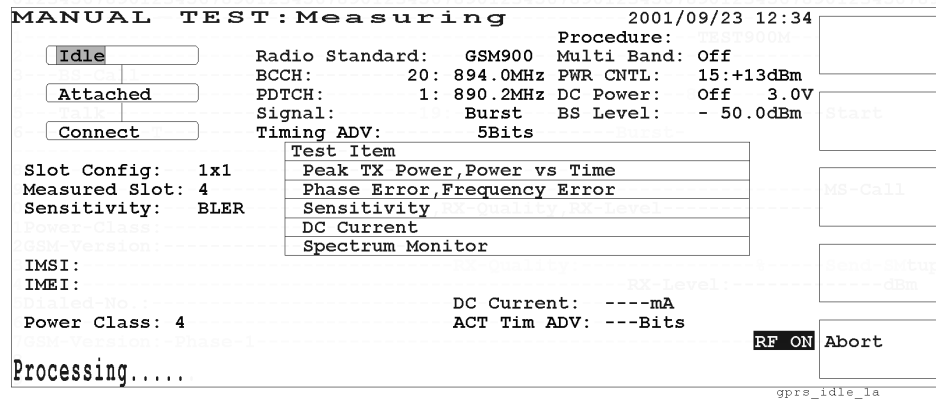 MANUAL TEST:Measuring 2001/09/23 12:34
Procedure: TEST900M
Idle Radio Standard: GSM900 Multi Band: Off
BCCH: 20: 894.0MHz PWR CNTL: 15:+13dBm
Attached PDTCH: 1: 890.2MHz DC Power: Off 3.0V
Signal: Burst BS Level: - 50.0dBm Start
Connect Timing ADV: 5Bits
Test Item
Slot Config: 1x1 Peak TX Power,Power vs Time
Measured Slot: 4 Phase Error,Frequency Error MS-Call
Sensitivity: BLER Sensitivity
DC Current
Spectrum Monitor
IMSI:
IMEI:
DC Current: ----mA
Power Class: 4 ACT Tim ADV: ---Bits
RF ON Abort
Processing.....
gprs_idle_1a